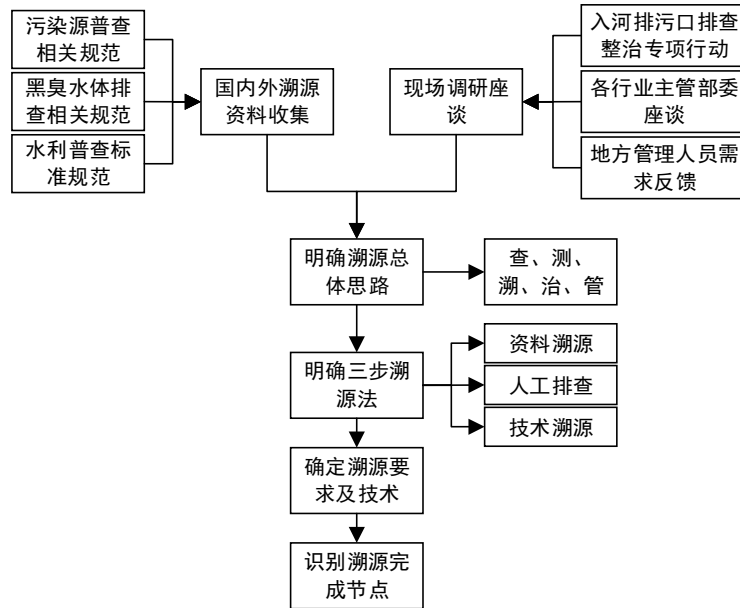 污染源普查
相关规范
黑臭水体排
查相关规范
水利普查标
准规范
国内外溯源
资料收集
现场调研座
谈
入河排污口排查
整治专项行动
各行业主管部委
座谈
地方管理人员需
求反馈
明确溯源总
体思路
查、测、
溯、治、管
明确三步溯
源法
资料溯源
人工排查
技术溯源
确定溯源要
求及技术
识别溯源完
成节点